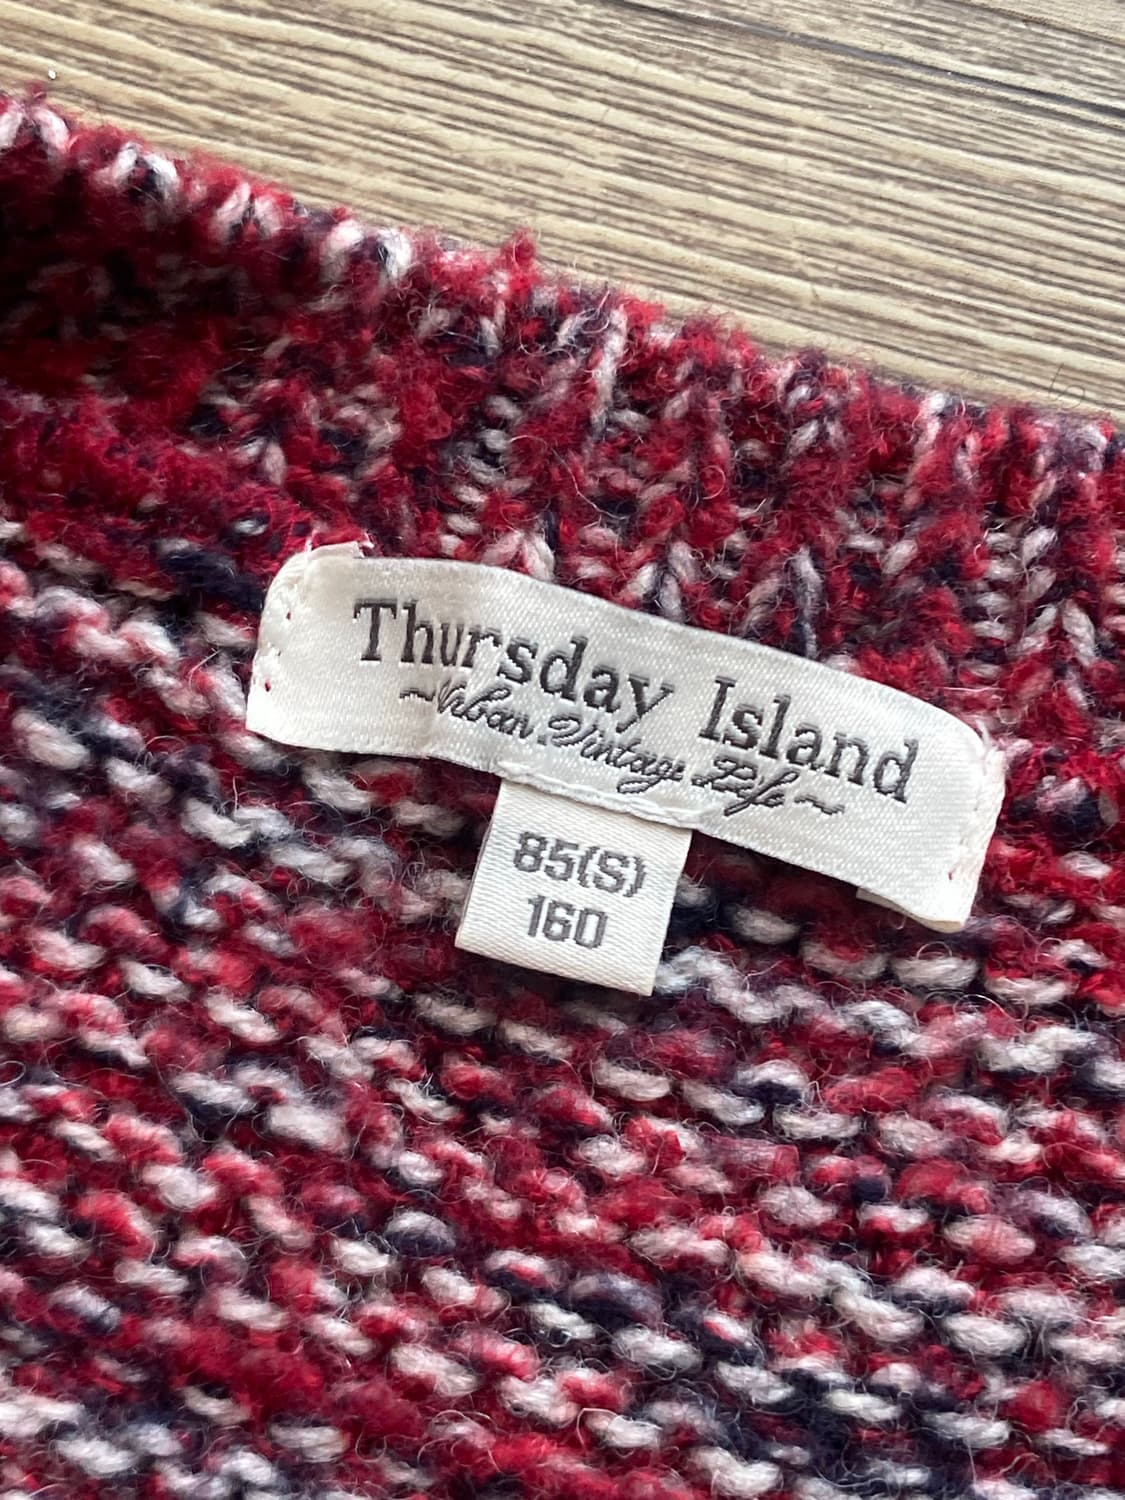 Thursday Island
~Urban Vintage Life~
85(S)
160